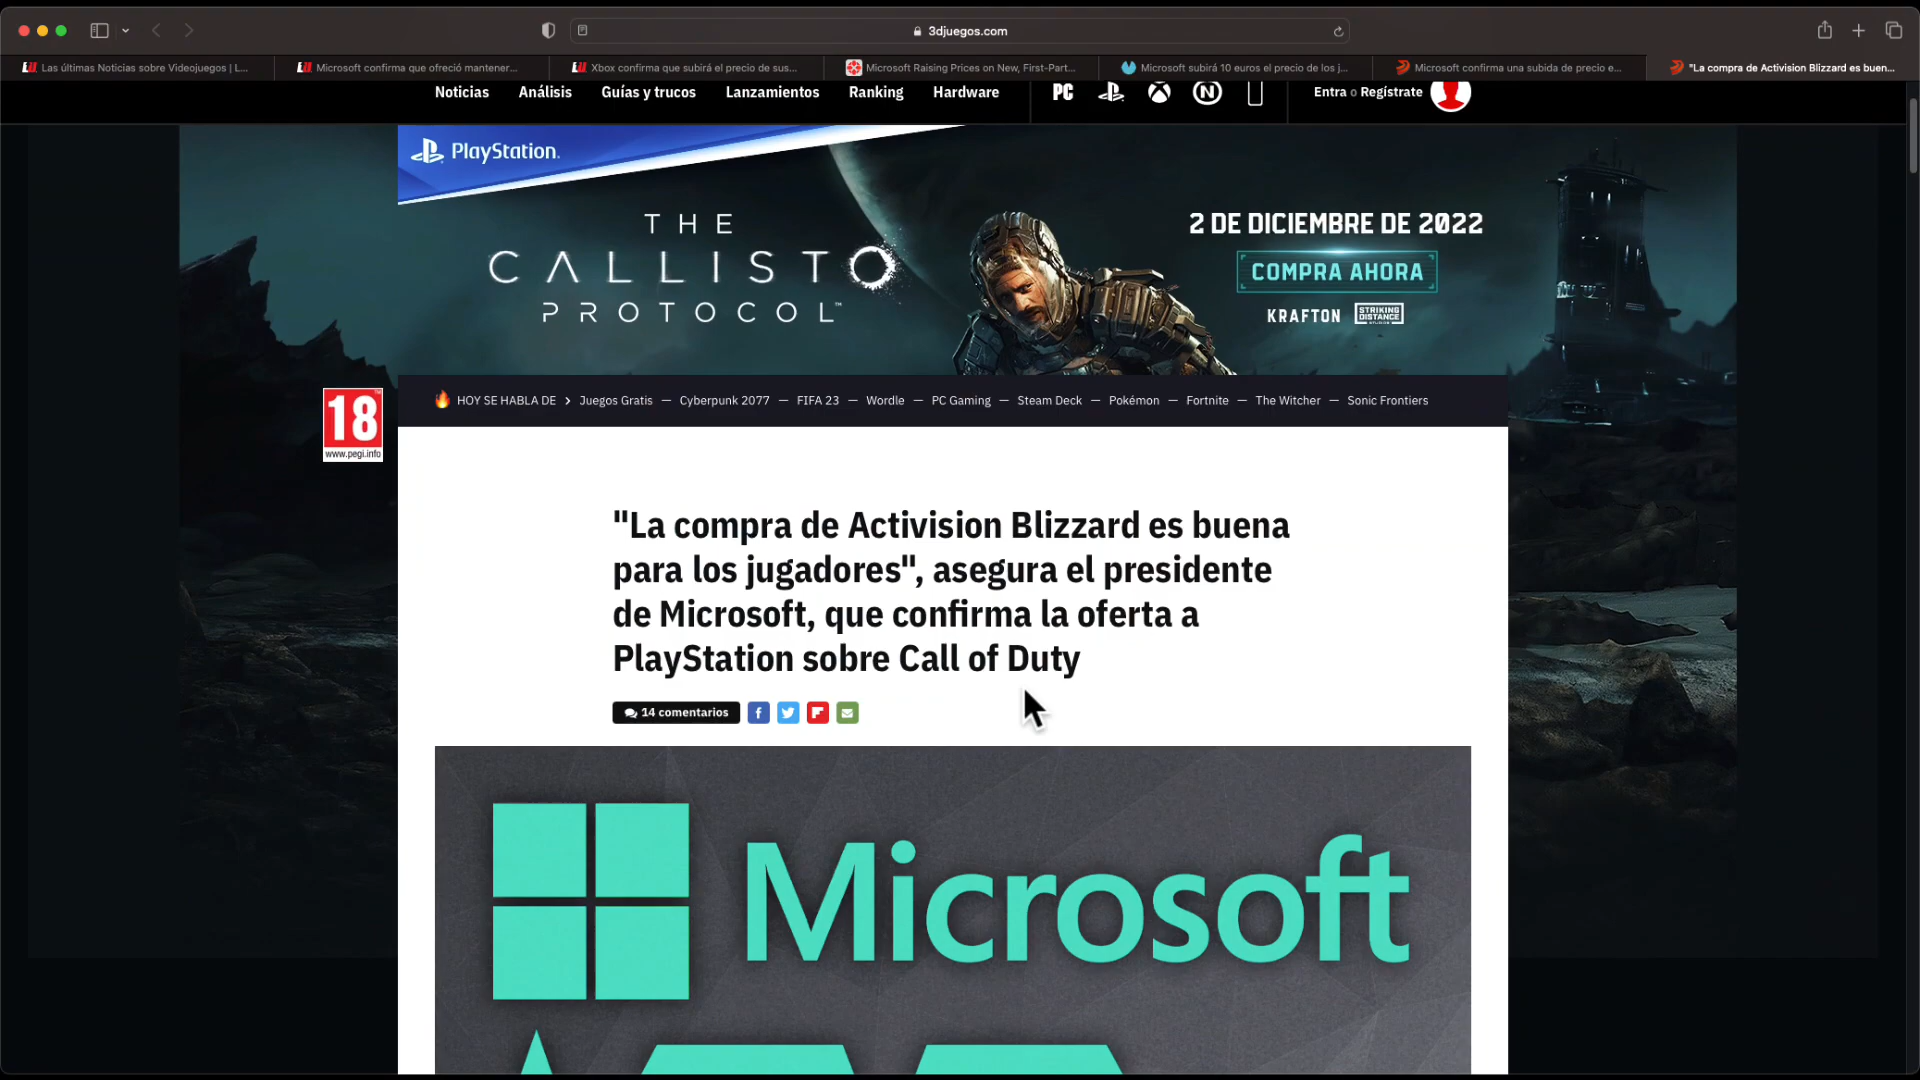 3djuegos.com
Las últimas Noticias sobre Videojuegos | L...
Microsoft confirma que ofreció mantener...
Xbox confirma que subirá el precio de sus...
Microsoft Raising Prices on New, First-Part...
Microsoft subirá 10 euros el precio de los j...
Microsoft confirma una subida de precio e...
"La compra de Activision Blizzard es buen...
Noticias
Análisis
Guías y trucos
Lanzamientos
Ranking
Hardware
PC
Entra o Regístrate
PlayStation
THE
CALLISTO
PROTOCOL™
2 DE DICIEMBRE DE 2022
COMPRA AHORA
KRAFTON
STRIKING
DISTANCE
STUDIOS
18
www.pegi.info
HOY SE HABLA DE > Juegos Gratis — Cyberpunk 2077 — FIFA 23 — Wordle — PC Gaming — Steam Deck — Pokémon — Fortnite — The Witcher — Sonic Frontiers
"La compra de Activision Blizzard es buena
para los jugadores", asegura el presidente
de Microsoft, que confirma la oferta a
PlayStation sobre Call of Duty
14 comentarios
Microsoft